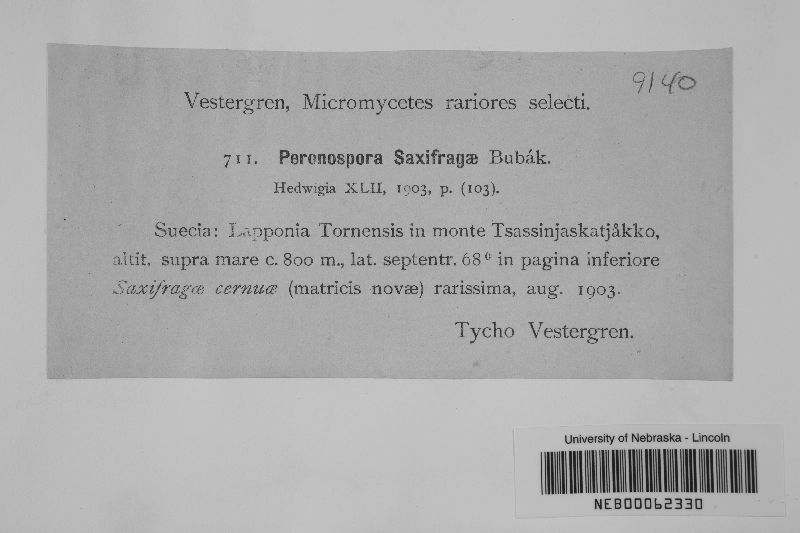 9140
Vestergren, Micromycetes rariores selecti.
711. Peronospora Saxifragæ Bubák.
Hedwigia XLII, 1903, p. (103).
Suecia: Lapponia Tornensis in monte Tsassinjaskatjåkko,
altit. supra mare c. 800 m., lat. septentr. 68° in pagina inferiore
Saxifragæ cernuæ (matricis novæ) rarissima, aug. 1903.
Tycho Vestergren.
University of Nebraska - Lincoln
NEB00062330